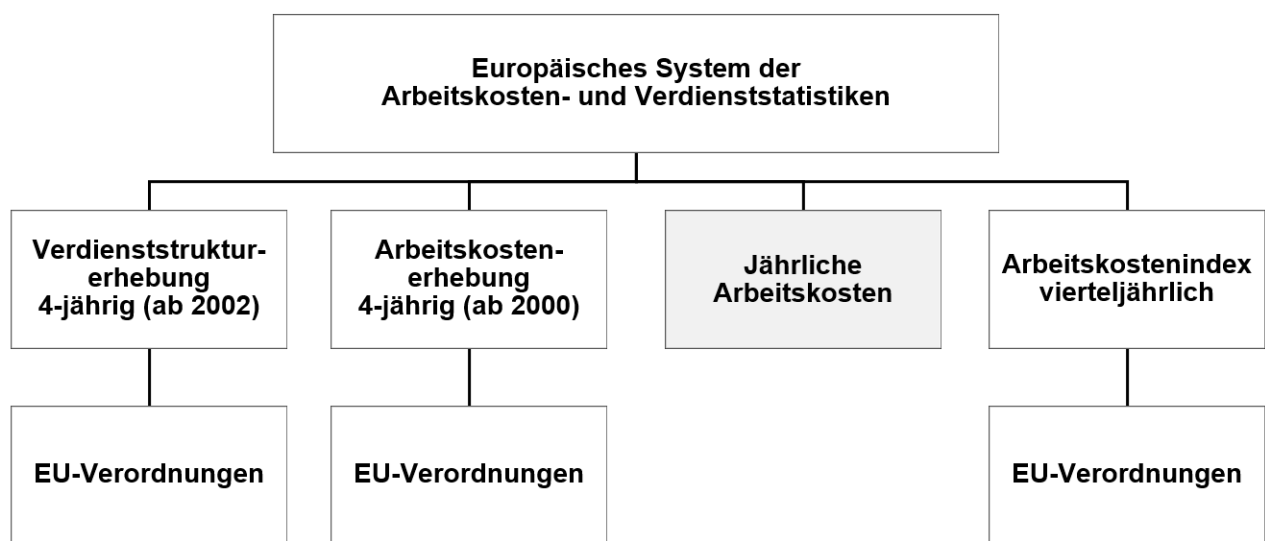 Europäisches System der
Arbeitskosten- und Verdienststatistiken
Verdienststruktur-
erhebung
4-jährig (ab 2002)
Arbeitskosten-
erhebung
4-jährig (ab 2000)
Jährliche
Arbeitskosten
Arbeitskostenindex
vierteljährlich
EU-Verordnungen
EU-Verordnungen
EU-Verordnungen